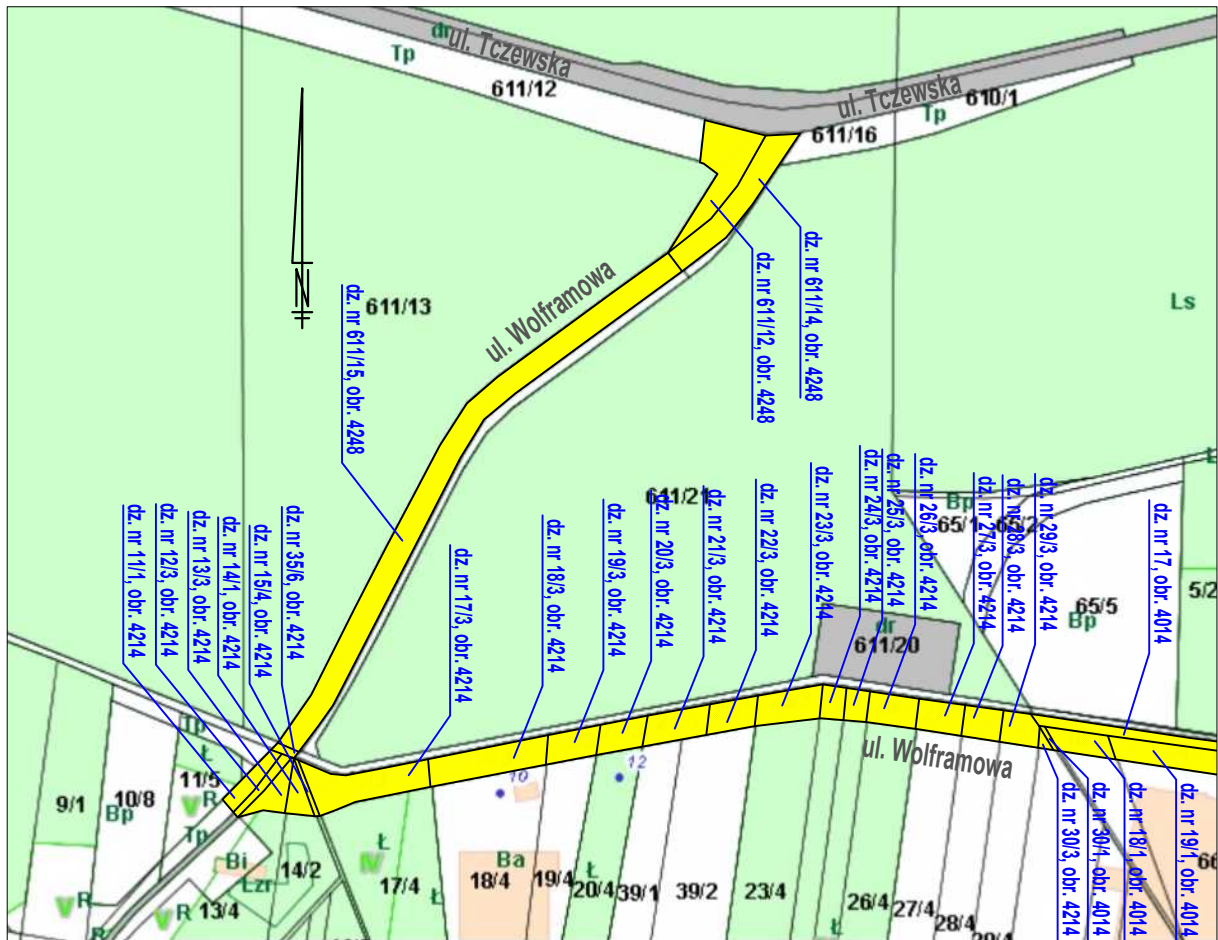 dr
ul. Tczewska
Tp
611/12
ul. Tczewska
610/1
Tp
611/16
N
611/13
ul. Wolframowa
Ls
dz. nr 611/15, obr. 4248
dz. nr 611/12, obr. 4248
dz. nr 611/14, obr. 4248
611/21
dz. nr 11/1, obr. 4214
dz. nr 12/3, obr. 4214
dz. nr 13/3, obr. 4214
dz. nr 14/1, obr. 4214
dz. nr 15/4, obr. 4214
dz. nr 35/6, obr. 4214
dz. nr 17/3, obr. 4214
dz. nr 18/3, obr. 4214
dz. nr 19/3, obr. 4214
dz. nr 20/3, obr. 4214
dz. nr 21/3, obr. 4214
dz. nr 22/3, obr. 4214
dz. nr 23/3, obr. 4214
dz. nr 24/3, obr. 4214
dz. nr 25/3, obr. 4214
dz. nr 26/3, obr. 4214
dz. nr 27/3, obr. 4214
dz. nr 28/3, obr. 4214
dz. nr 29/3, obr. 4214
dz. nr 17, obr. 4014
Bp
65/1
65/2
65/5
Bp
5/2
dr
611/20
ul. Wolframowa
dz. nr 30/3, obr. 4214
dz. nr 30/1, obr. 4014
dz. nr 18/1, obr. 4014
dz. nr 19/1, obr. 4014
Tp
Ł
11/5
R
V
9/1
10/8
Bp
Tp
Bi
14/2
Łzr
13/4
V
R
V
R
R
Ł
IV
17/4
Ł
10
12
Ba
18/4
19/4
Ł
20/4
39/1
39/2
23/4
26/4
27/4
28/4
Ł
66